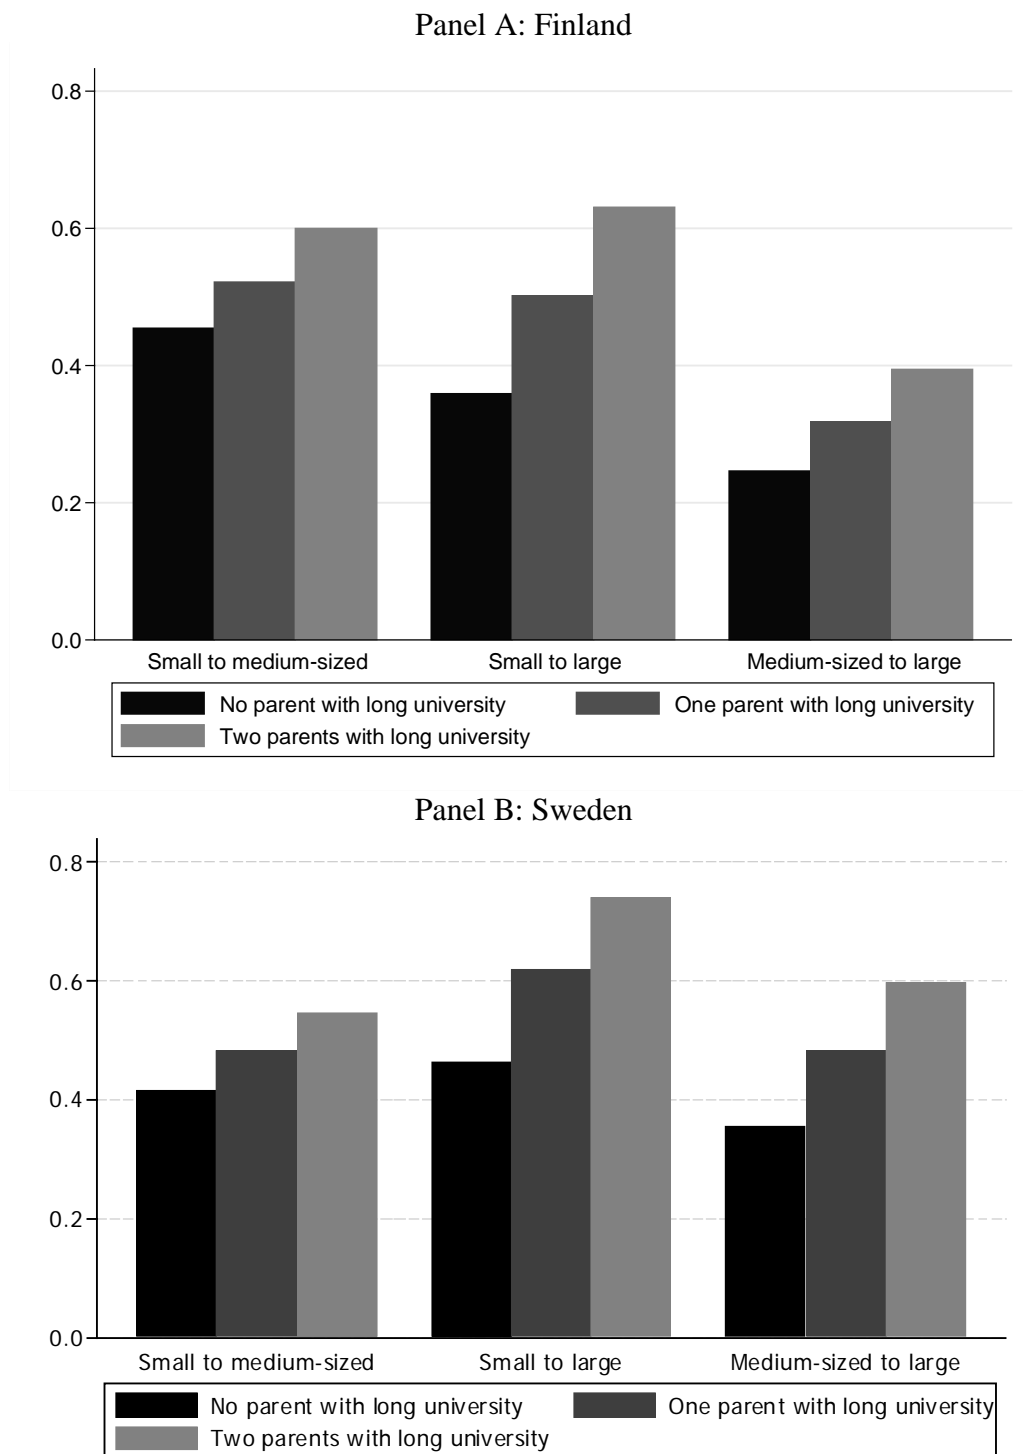 Panel A: Finland
0.8
0.6
0.4
0.2
0.0
Small to medium-sized Small to large Medium-sized to large
No parent with long university One parent with long university
Two parents with long university
Panel B: Sweden
0.8
0.6
0.4
0.2
0.0
Small to medium-sized Small to large Medium-sized to large
No parent with long university One parent with long university
Two parents with long university